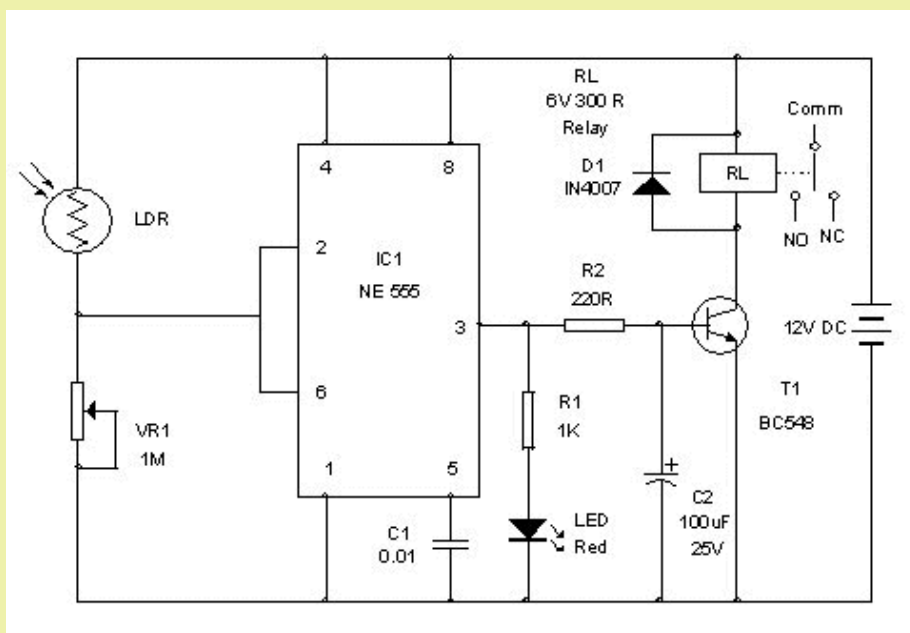 RL
6V 300 R
Relay
Comm
4
8
D1
IN4007
RL
LDR
2
IC1
NE 555
NO
NC
R2
220R
3
12V DC
6
R1
1K
T1
BC548
VR1
1M
1
5
C1
0.01
LED
Red
+
C2
100uF
25V